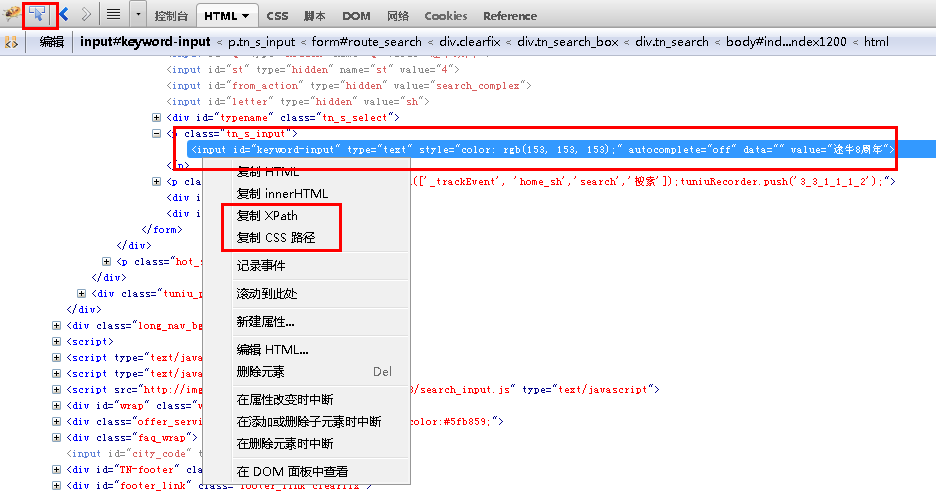 控制台 HTML CSS 脚本 DOM 网络 Cookies Reference
编辑 input#keyword-input < p.tn_s_input < form#route_search < div.clearfix < div.tn_search_box < div.tn_search < body#ind...ndex1200 < html
<input id="st" type="hidden" name="st" value="4">
<input id="from_action" type="hidden" value="search_complex">
<input id="letter" type="hidden" value="sh">
<div id="typename" class="tn_s_select">
<p class="tn_s_input">
<input id="keyword-input" type="text" style="color: rgb(153, 153, 153);" autocomplete="off" data="" value="途牛8周年">
</p>
复制 HTML
<p c (['_trackEvent', 'home_sh','search','搜索']);tuniuRecorder.push('3_3_1_1_1_2');">
复制 innerHTML
<div i
复制 XPath
<div i
</form>
复制 CSS 路径
</div>
<p class="hot_
记录事件
</div>
<div class="tuniu_
滚动到此处
</div>
<div class="long_nav_bg
新建属性...
<script>
编辑 HTML...
<script type="text/java
删除元素 Del
<script type="text/java
<script src="http://img 3/search_input.js" type="text/javascript">
在属性改变时中断
<div id="wrap" class="w
<div class="offer_servi color:#5fb859;">
在添加或删除子元素时中断
<div class="faq_wrap">
在删除元素时中断
<input id="city_code" t
<div id="TN-footer" cla
在 DOM 面板中查看
<div id="footer_link" class="footer_link clearfix">